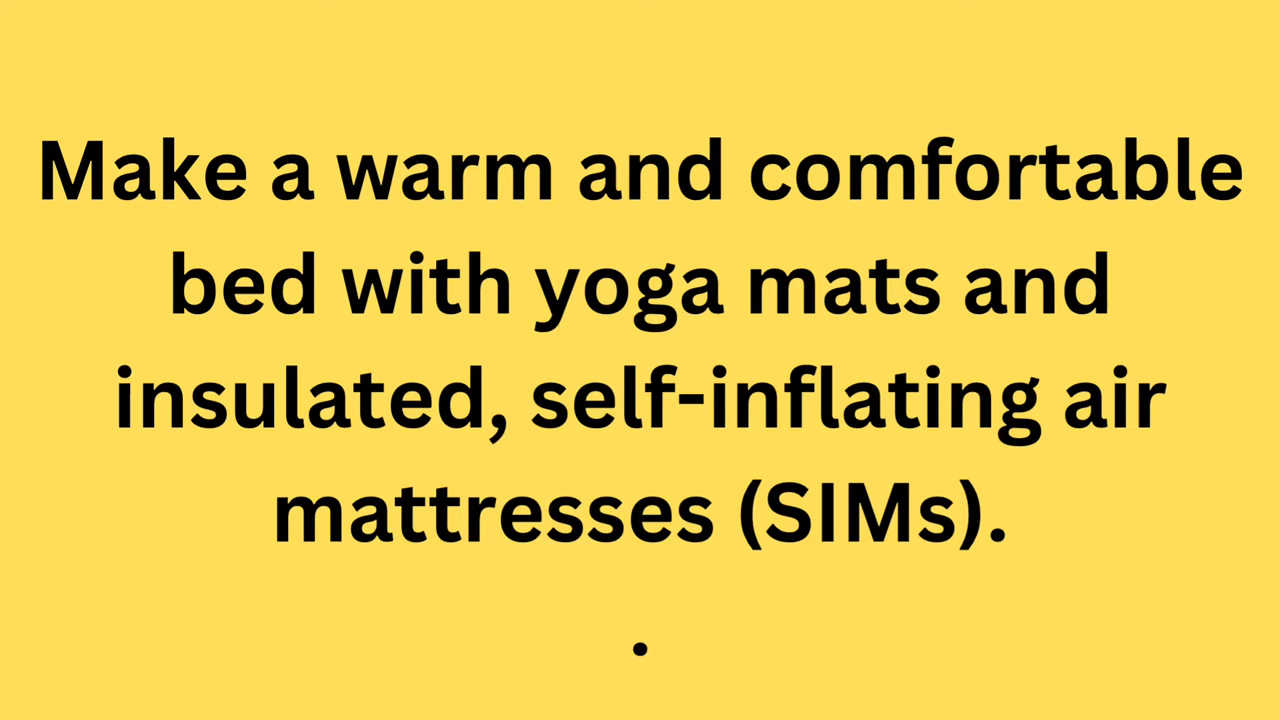 Make a warm and comfortable
bed with yoga mats and
insulated, self-inflating air
mattresses (SIMs).
.